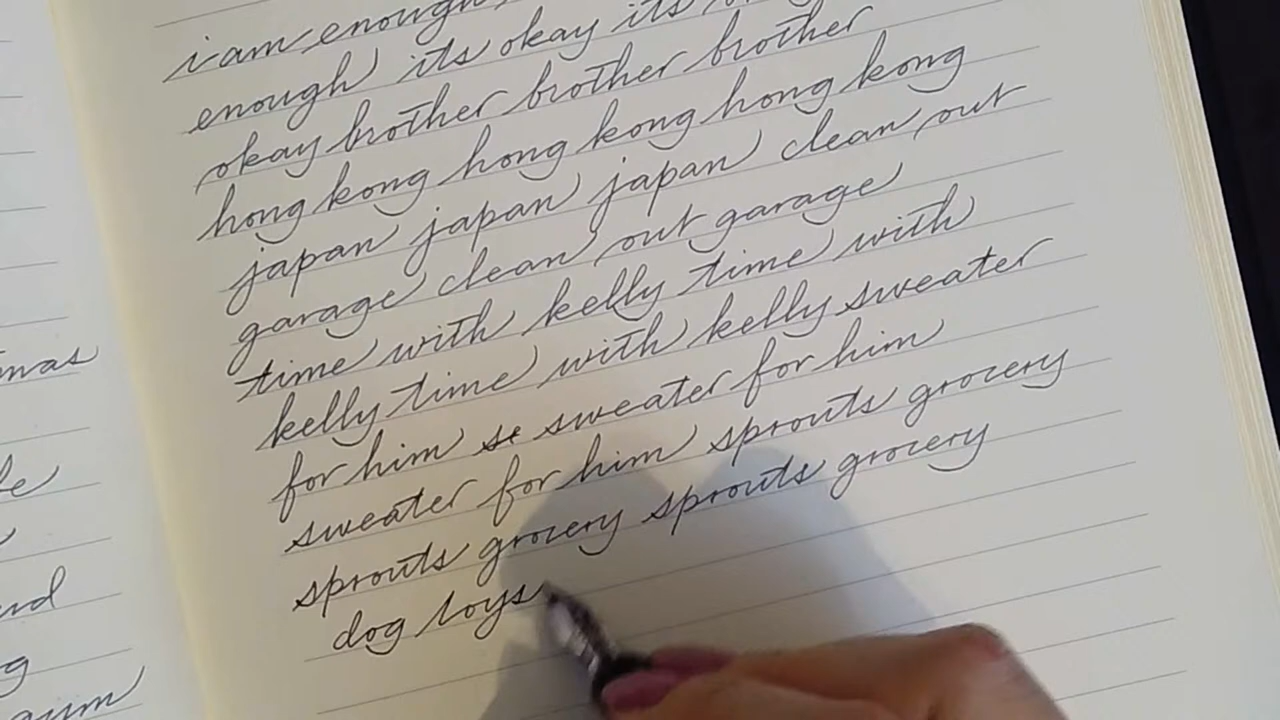 i am enough
enough its okay its
okay brother brother brother
hong kong hong kong hong kong
japan japan japan clean out
garage clean out garage
time with kelly time with
kelly time with kelly sweater
for him se sweater for him
sweater for him sprouts grocery
sprouts grocery sprouts grocery
dog toys